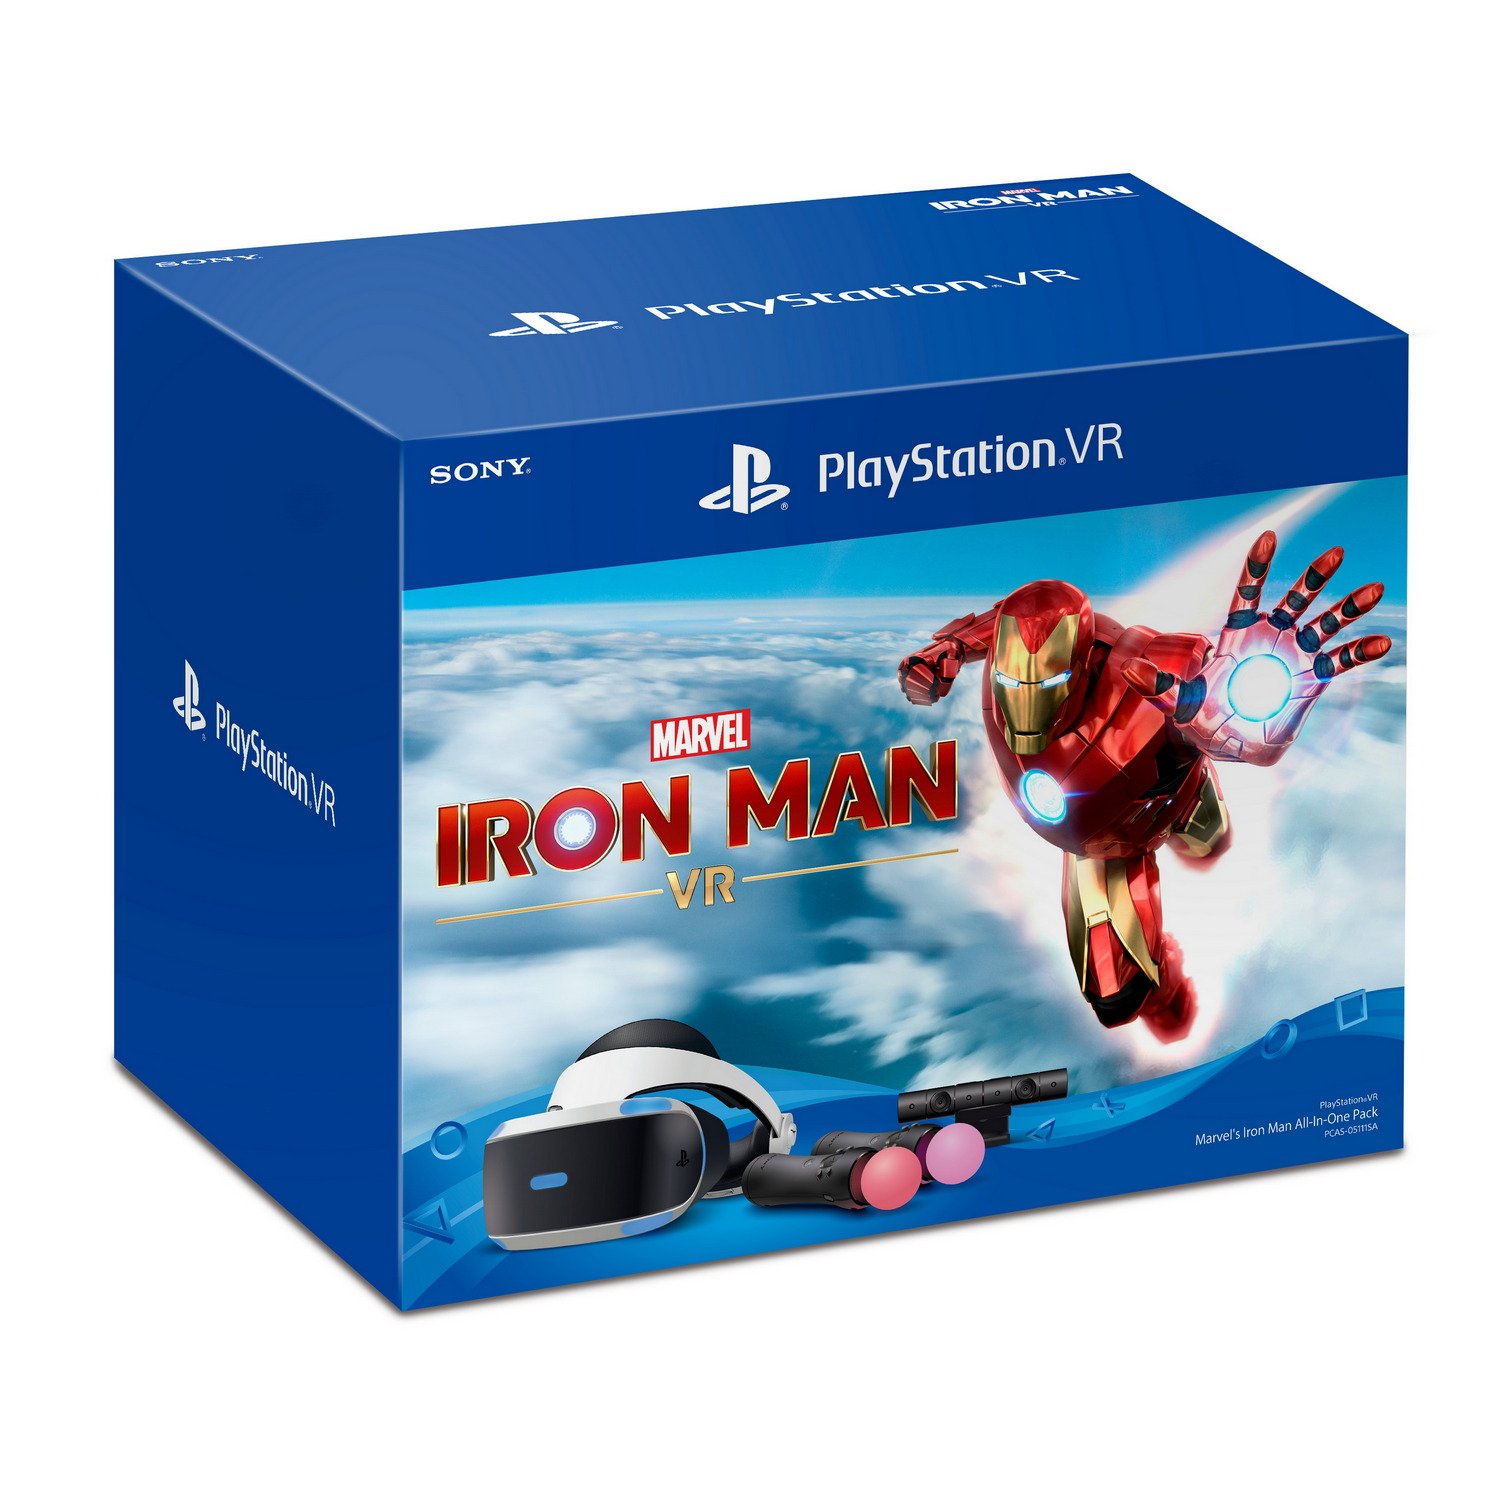 SONY
MARVEL
IRON MAN
VR
PlayStation®VR
SONY®
PlayStation®VR
PlayStation®VR
MARVEL
IRON MAN
VR
PlayStation®VR
Marvel's Iron Man All-In-One Pack
PCAS-05111SA